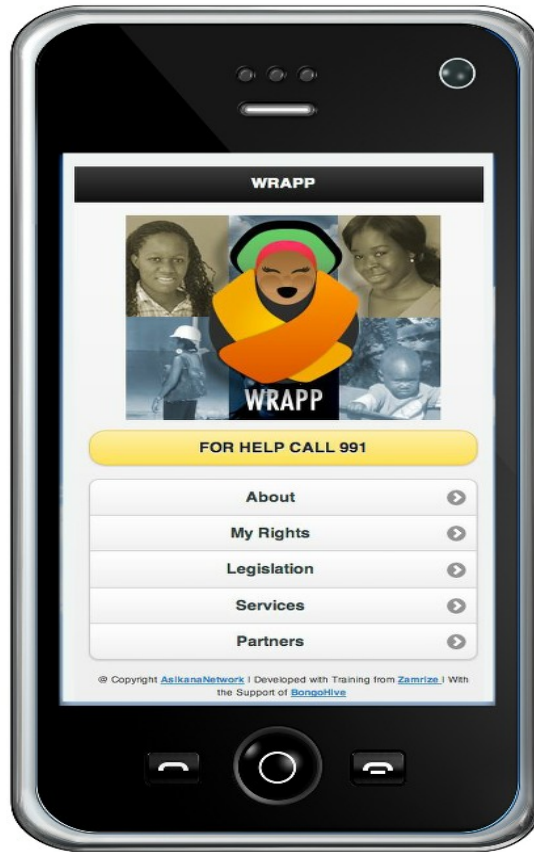 WRAPP
WRAPP
FOR HELP CALL 991
About
My Rights
Legislation
Services
Partners
@ Copyright AsikanaNetwork | Developed with Training from Zamrize | With
the Support of BongoHive